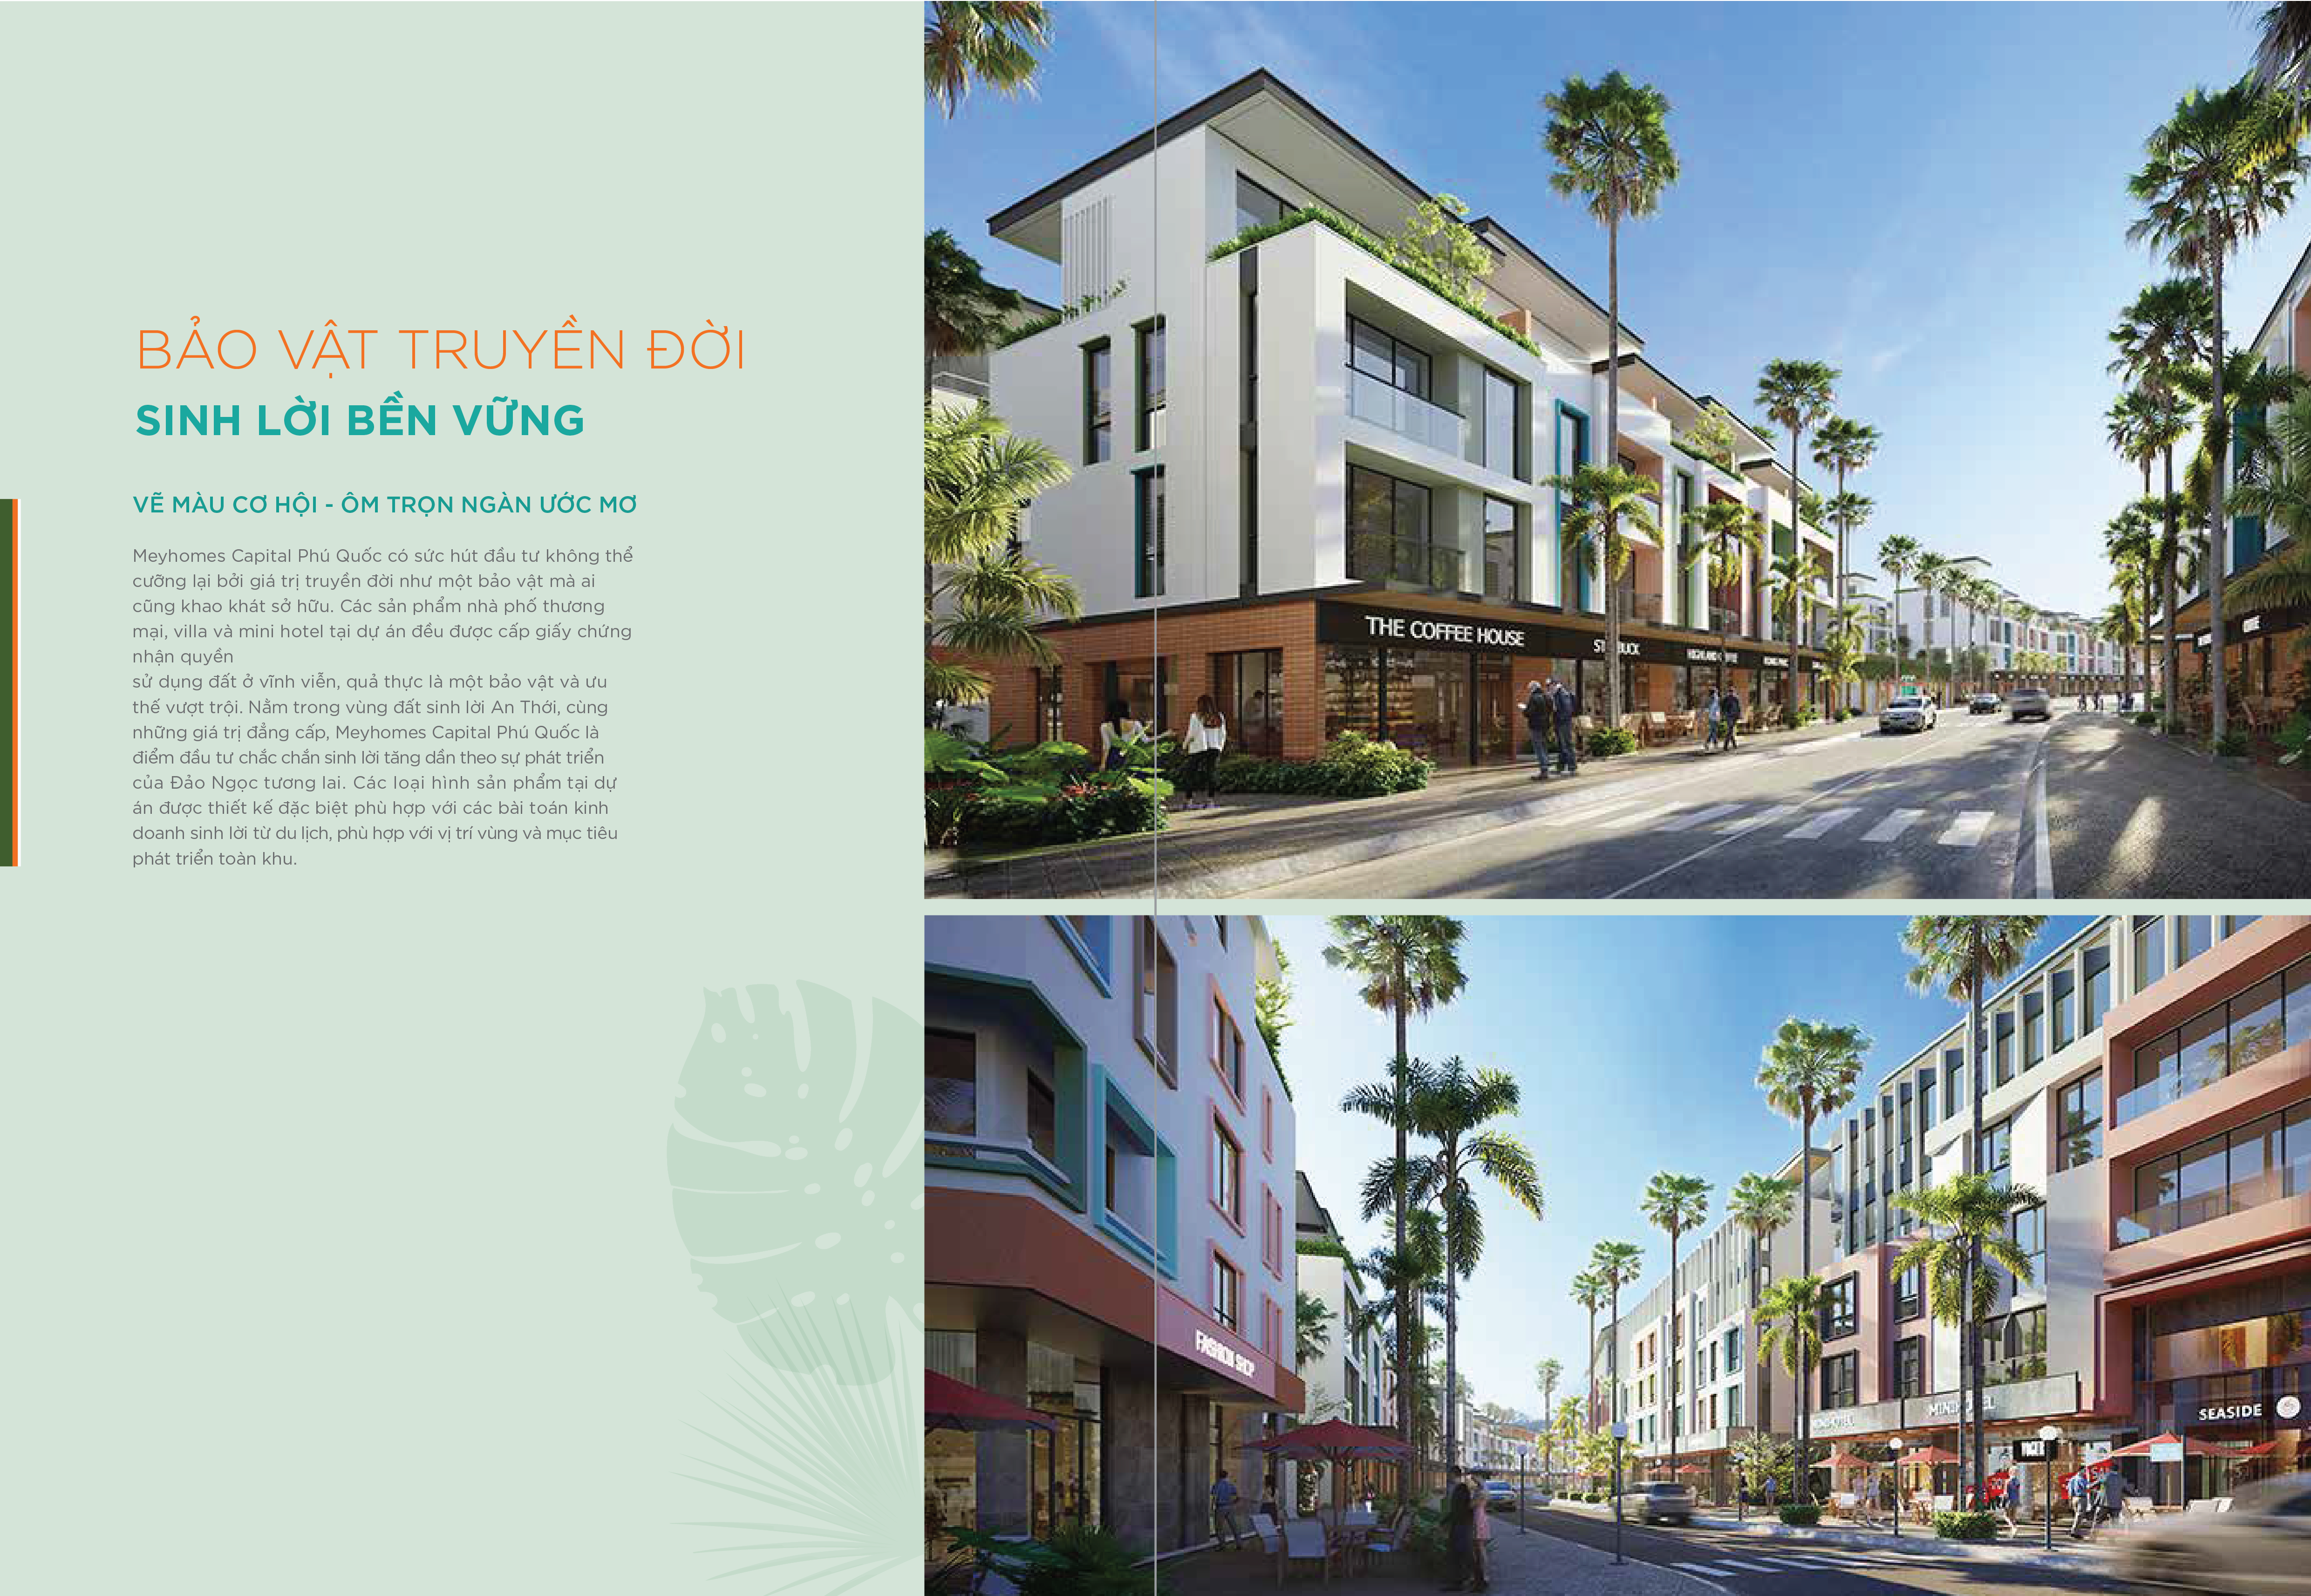 BẢO VẬT TRUYỀN ĐỜI
SINH LỜI BỀN VỮNG
VẼ MÀU CƠ HỘI - ÔM TRỌN NGÀN ƯỚC MƠ
Meyhomes Capital Phú Quốc có sức hút đầu tư không thể
cưỡng lại bởi giá trị truyền đời như một bảo vật mà ai
cũng khao khát sở hữu. Các sản phẩm nhà phố thương
mại, villa và mini hotel tại dự án đều được cấp giấy chứng
nhận quyền
sử dụng đất ở vĩnh viễn, quả thực là một bảo vật và ưu
thế vượt trội. Nằm trong vùng đất sinh lời An Thới, cùng
những giá trị đẳng cấp, Meyhomes Capital Phú Quốc là
điểm đầu tư chắc chắn sinh lời tăng dần theo sự phát triển
của Đảo Ngọc tương lai. Các loại hình sản phẩm tại dự
án được thiết kế đặc biệt phù hợp với các bài toán kinh
doanh sinh lời từ du lịch, phù hợp với vị trí vùng và mục tiêu
phát triển toàn khu.
THE COFFEE HOUSE
FASHION SHOP
SEASIDE